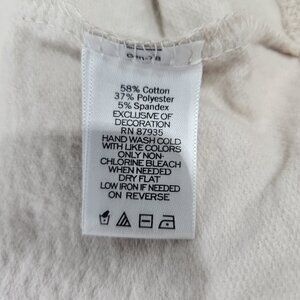 58% Cotton
37% Polyester
5% Spandex
EXCLUSIVE OF
DECORATION
RN 87935
HAND WASH COLD
WITH LIKE COLORS
ONLY NON-
CHLORINE BLEACH
WHEN NEEDED
DRY FLAT
LOW IRON IF NEEDED
ON REVERSE